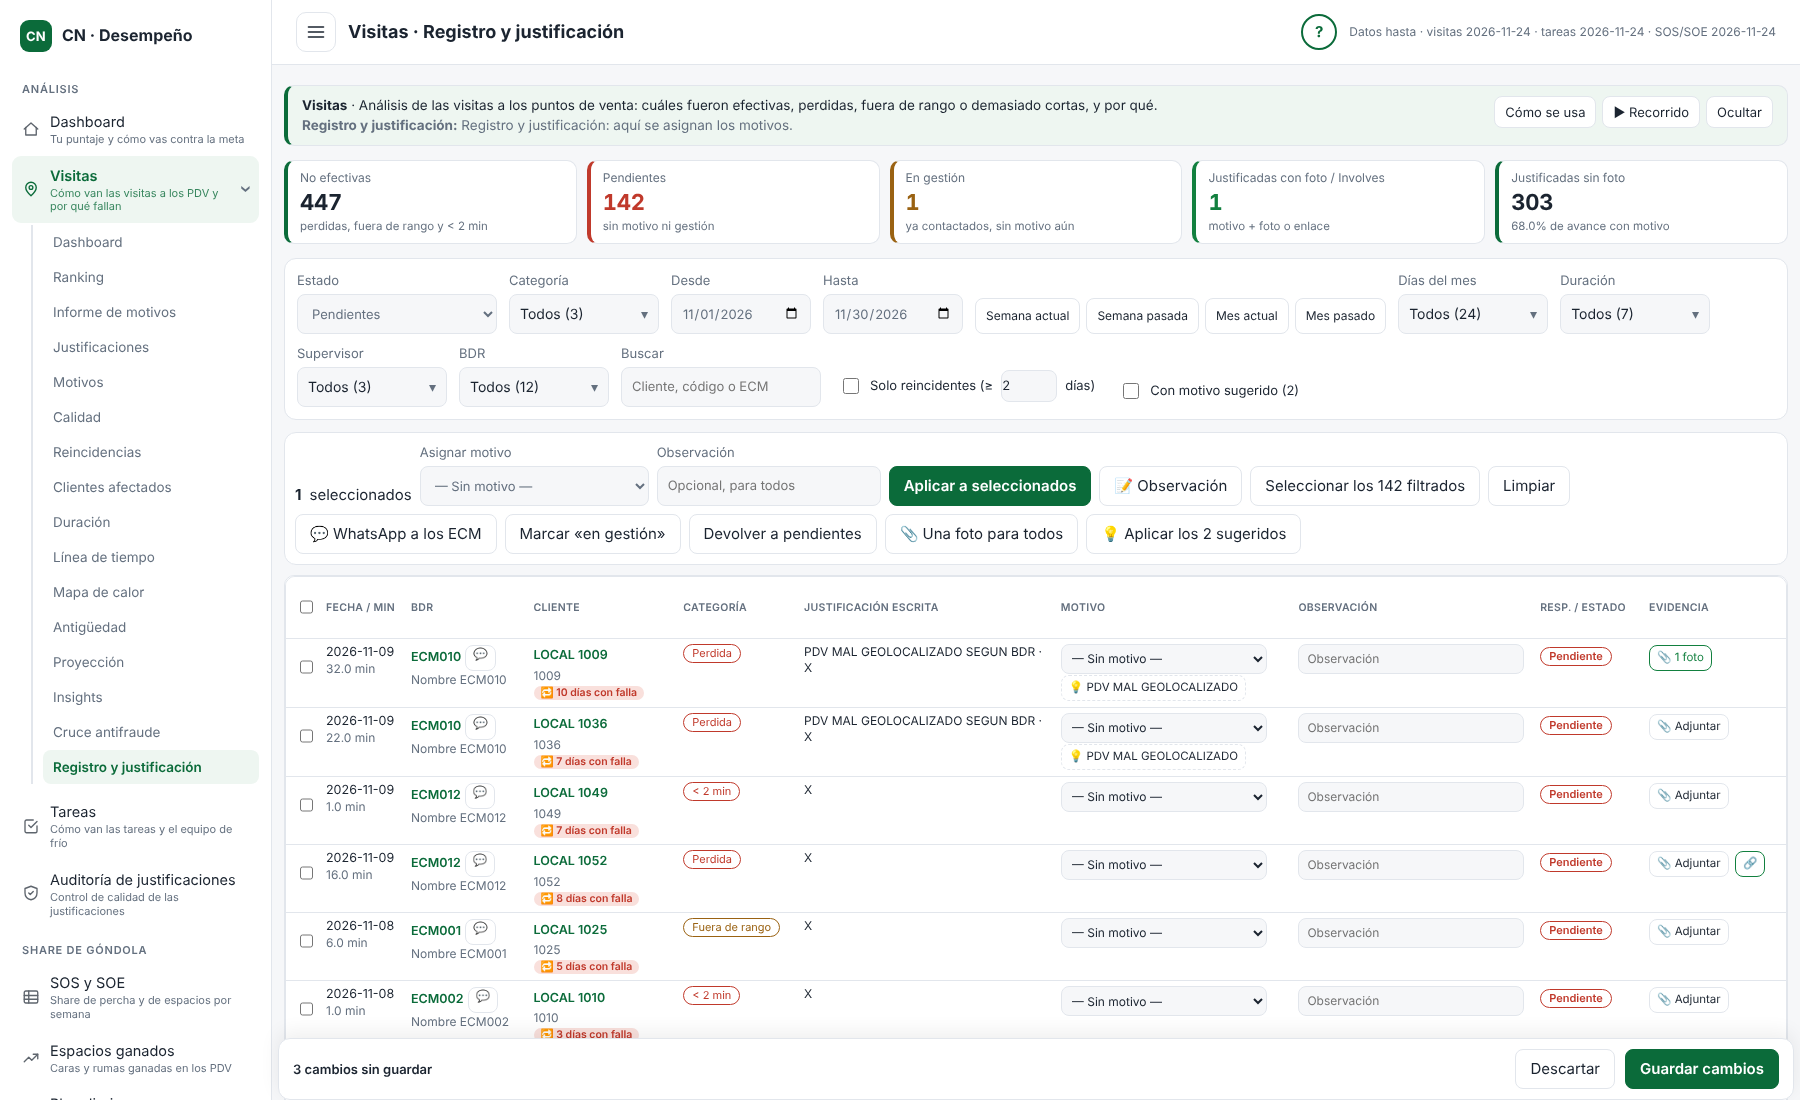 CN CN · Desempeño
ANÁLISIS
Dashboard
Tu puntaje y cómo vas contra la meta
Visitas
Cómo van las visitas a los PDV y
por qué fallan
Dashboard
Ranking
Informe de motivos
Justificaciones
Motivos
Calidad
Reincidencias
Clientes afectados
Duración
Línea de tiempo
Mapa de calor
Antigüedad
Proyección
Insights
Cruce antifraude
Registro y justificación
Tareas
Cómo van las tareas y el equipo de
frío
Auditoría de justificaciones
Control de calidad de las
justificaciones
SHARE DE GÓNDOLA
SOS y SOE
Share de percha y de espacios por
semana
Espacios ganados
Caras y rumas ganadas en los PDV
Visitas · Registro y justificación
? Datos hasta · visitas 2026-11-24 · tareas 2026-11-24 · SOS/SOE 2026-11-24
Visitas · Análisis de las visitas a los puntos de venta: cuáles fueron efectivas, perdidas, fuera de rango o demasiado cortas, y por qué.
Registro y justificación: Registro y justificación: aquí se asignan los motivos.
Cómo se usa ▶ Recorrido Ocultar
No efectivas
447
perdidas, fuera de rango y < 2 min
Pendientes
142
sin motivo ni gestión
En gestión
1
ya contactados, sin motivo aún
Justificadas con foto / Involves
1
motivo + foto o enlace
Justificadas sin foto
303
68.0% de avance con motivo
Estado Categoría Desde Hasta Días del mes Duración
Pendientes Todos (3) 11/01/2026 11/30/2026 Semana actual Semana pasada Mes actual Mes pasado Todos (24) Todos (7)
Supervisor BDR Buscar
Todos (3) Todos (12) Cliente, código o ECM Solo reincidentes (≥ 2 días) Con motivo sugerido (2)
Asignar motivo Observación
1 seleccionados — Sin motivo — Opcional, para todos Aplicar a seleccionados 📝 Observación Seleccionar los 142 filtrados Limpiar
💬 WhatsApp a los ECM Marcar «en gestión» Devolver a pendientes 📎 Una foto para todos 💡 Aplicar los 2 sugeridos
FECHA / MIN BDR CLIENTE CATEGORÍA JUSTIFICACIÓN ESCRITA MOTIVO OBSERVACIÓN RESP. / ESTADO EVIDENCIA
2026-11-09 ECM010 💬 LOCAL 1009 Perdida PDV MAL GEOLOCALIZADO SEGUN BDR · — Sin motivo — Observación Pendiente 📎 1 foto
32.0 min Nombre ECM010 1009 X 💡 PDV MAL GEOLOCALIZADO
🔁 10 días con falla
2026-11-09 ECM010 💬 LOCAL 1036 Perdida PDV MAL GEOLOCALIZADO SEGUN BDR · — Sin motivo — Observación Pendiente 📎 Adjuntar
22.0 min Nombre ECM010 1036 X 💡 PDV MAL GEOLOCALIZADO
🔁 7 días con falla
2026-11-09 ECM012 💬 LOCAL 1049 < 2 min X — Sin motivo — Observación Pendiente 📎 Adjuntar
1.0 min Nombre ECM012 1049
🔁 7 días con falla
2026-11-09 ECM012 💬 LOCAL 1052 Perdida X — Sin motivo — Observación Pendiente 📎 Adjuntar 🔗
16.0 min Nombre ECM012 1052
🔁 8 días con falla
2026-11-08 ECM001 💬 LOCAL 1025 Fuera de rango X — Sin motivo — Observación Pendiente 📎 Adjuntar
6.0 min Nombre ECM001 1025
🔁 5 días con falla
2026-11-08 ECM002 💬 LOCAL 1010 < 2 min X — Sin motivo — Observación Pendiente 📎 Adjuntar
1.0 min Nombre ECM002 1010
🔁 3 días con falla
3 cambios sin guardar Descartar Guardar cambios